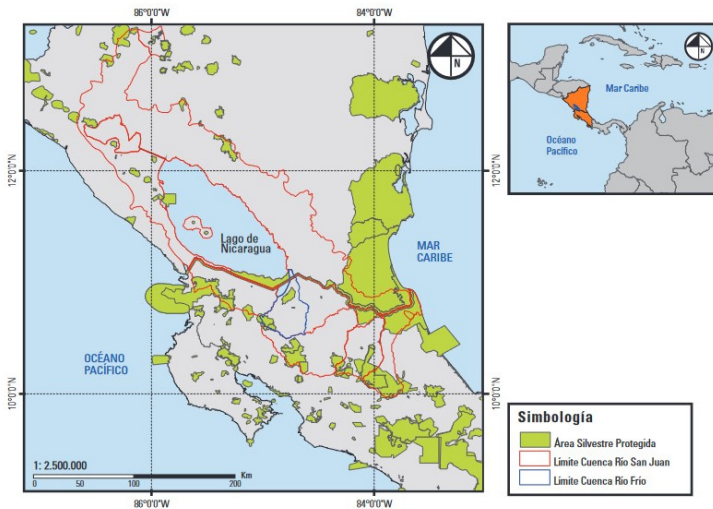 86°0'0"W
84°0'0"W
N
12°0'0"N
12°0'0"N
Lago de
Nicaragua
MAR
CARIBE
OCÉANO
PACÍFICO
10°0'0"N
10°0'0"N
1: 2.500.000
Km
0
50
100
200
86°0'0"W
84°0'0"W
N
Mar Caribe
Océano
Pacífico
Simbología
Área Silvestre Protegida
Límite Cuenca Río San Juan
Límite Cuenca Río Frío